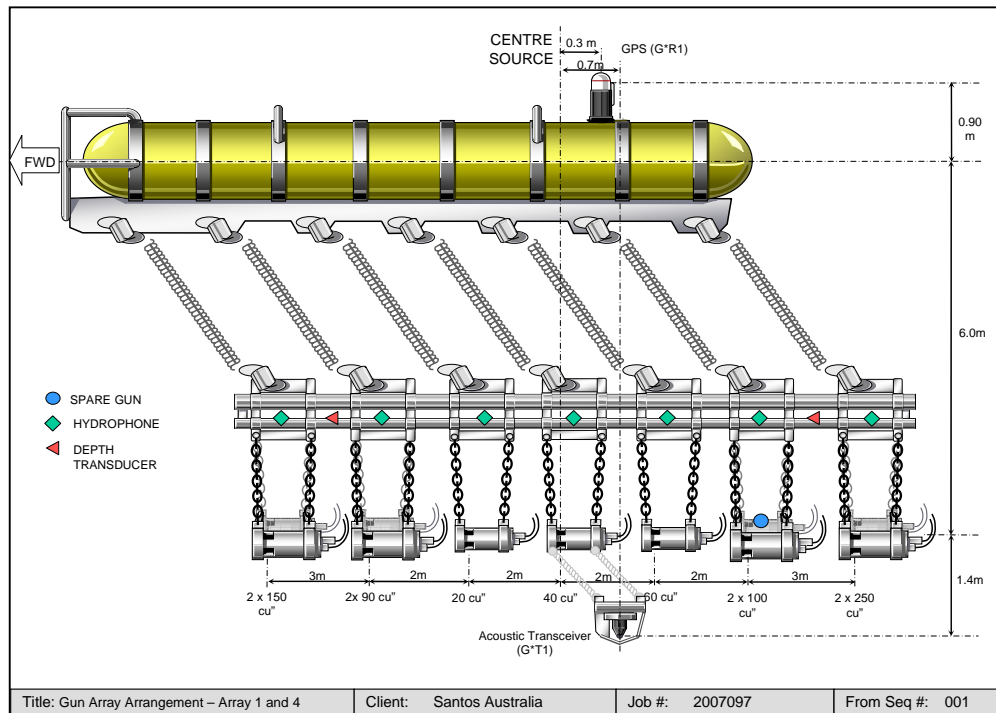 CENTRE
SOURCE
0.3 m
GPS (G*R1)
0.7m
0.90
m
FWD
6.0m
SPARE GUN
HYDROPHONE
DEPTH
TRANSDUCER
3m
2m
2m
2m
2m
3m
1.4m
2 x 150
cu"
2x 90 cu"
20 cu"
40 cu"
60 cu"
2 x 100
cu"
2 x 250
cu"
Acoustic Transceiver
(G*T1)
Title: Gun Array Arrangement – Array 1 and 4
Client: Santos Australia
Job #: 2007097
From Seq #: 001